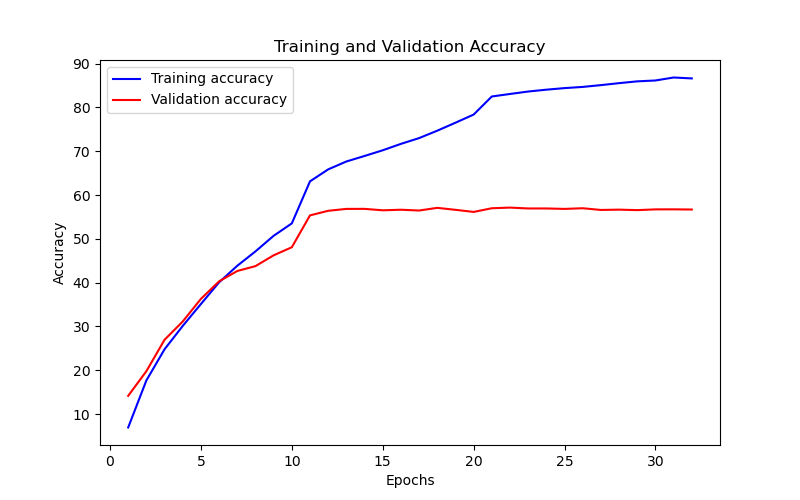 Training and Validation Accuracy
Training accuracy
Validation accuracy
90
80
70
60
50
40
30
20
10
Accuracy
0 5 10 15 20 25 30
Epochs